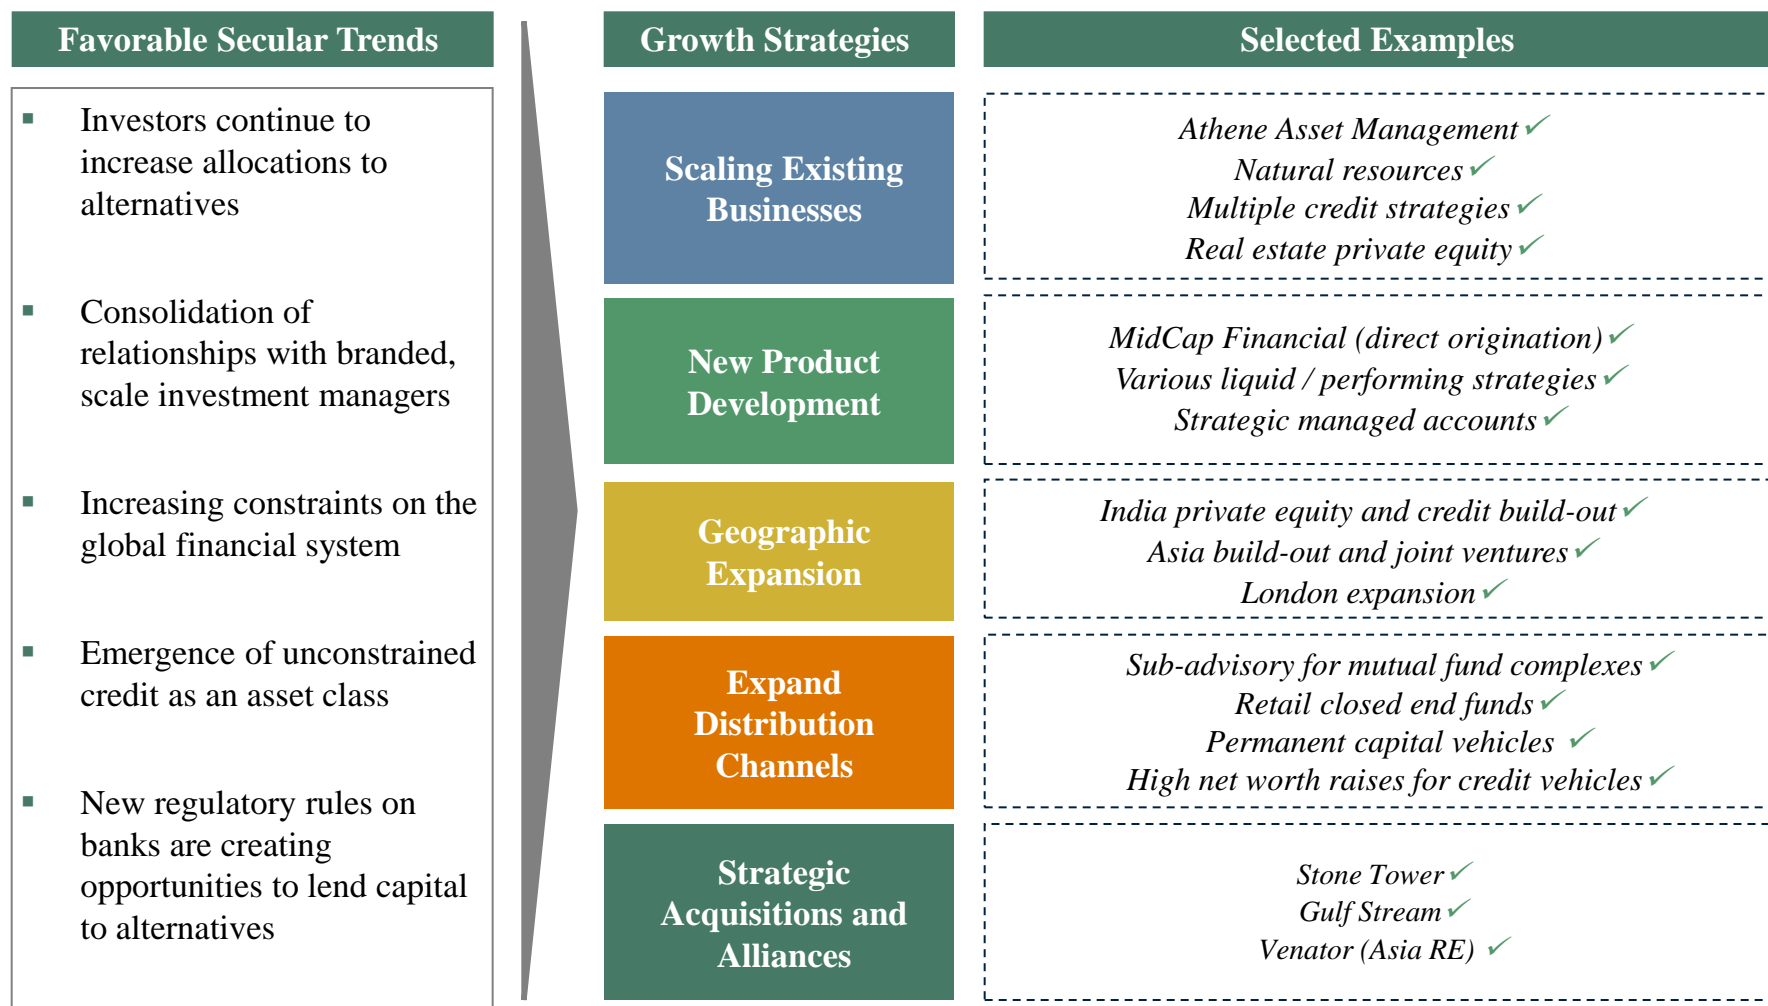 Favorable Secular Trends
▪ Investors continue to
increase allocations to
alternatives
▪ Consolidation of
relationships with branded,
scale investment managers
▪ Increasing constraints on the
global financial system
▪ Emergence of unconstrained
credit as an asset class
▪ New regulatory rules on
banks are creating
opportunities to lend capital
to alternatives
Growth Strategies
Selected Examples
Scaling Existing
Businesses
Athene Asset Management ✓
Natural resources ✓
Multiple credit strategies ✓
Real estate private equity ✓
New Product
Development
MidCap Financial (direct origination) ✓
Various liquid / performing strategies ✓
Strategic managed accounts ✓
Geographic
Expansion
India private equity and credit build-out ✓
Asia build-out and joint ventures ✓
London expansion ✓
Expand
Distribution
Channels
Sub-advisory for mutual fund complexes ✓
Retail closed end funds ✓
Permanent capital vehicles ✓
High net worth raises for credit vehicles ✓
Strategic
Acquisitions and
Alliances
Stone Tower ✓
Gulf Stream ✓
Venator (Asia RE) ✓